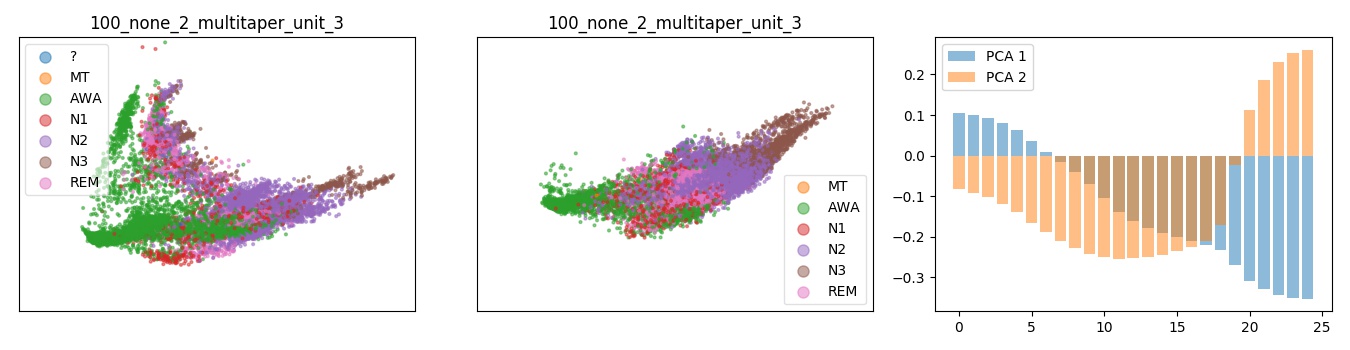 100_none_2_multitaper_unit_3
?
MT
AWA
N1
N2
N3
REM
100_none_2_multitaper_unit_3
MT
AWA
N1
N2
N3
REM
PCA 1
PCA 2
0.2
0.1
0.0
−0.1
−0.2
−0.3
0 5 10 15 20 25